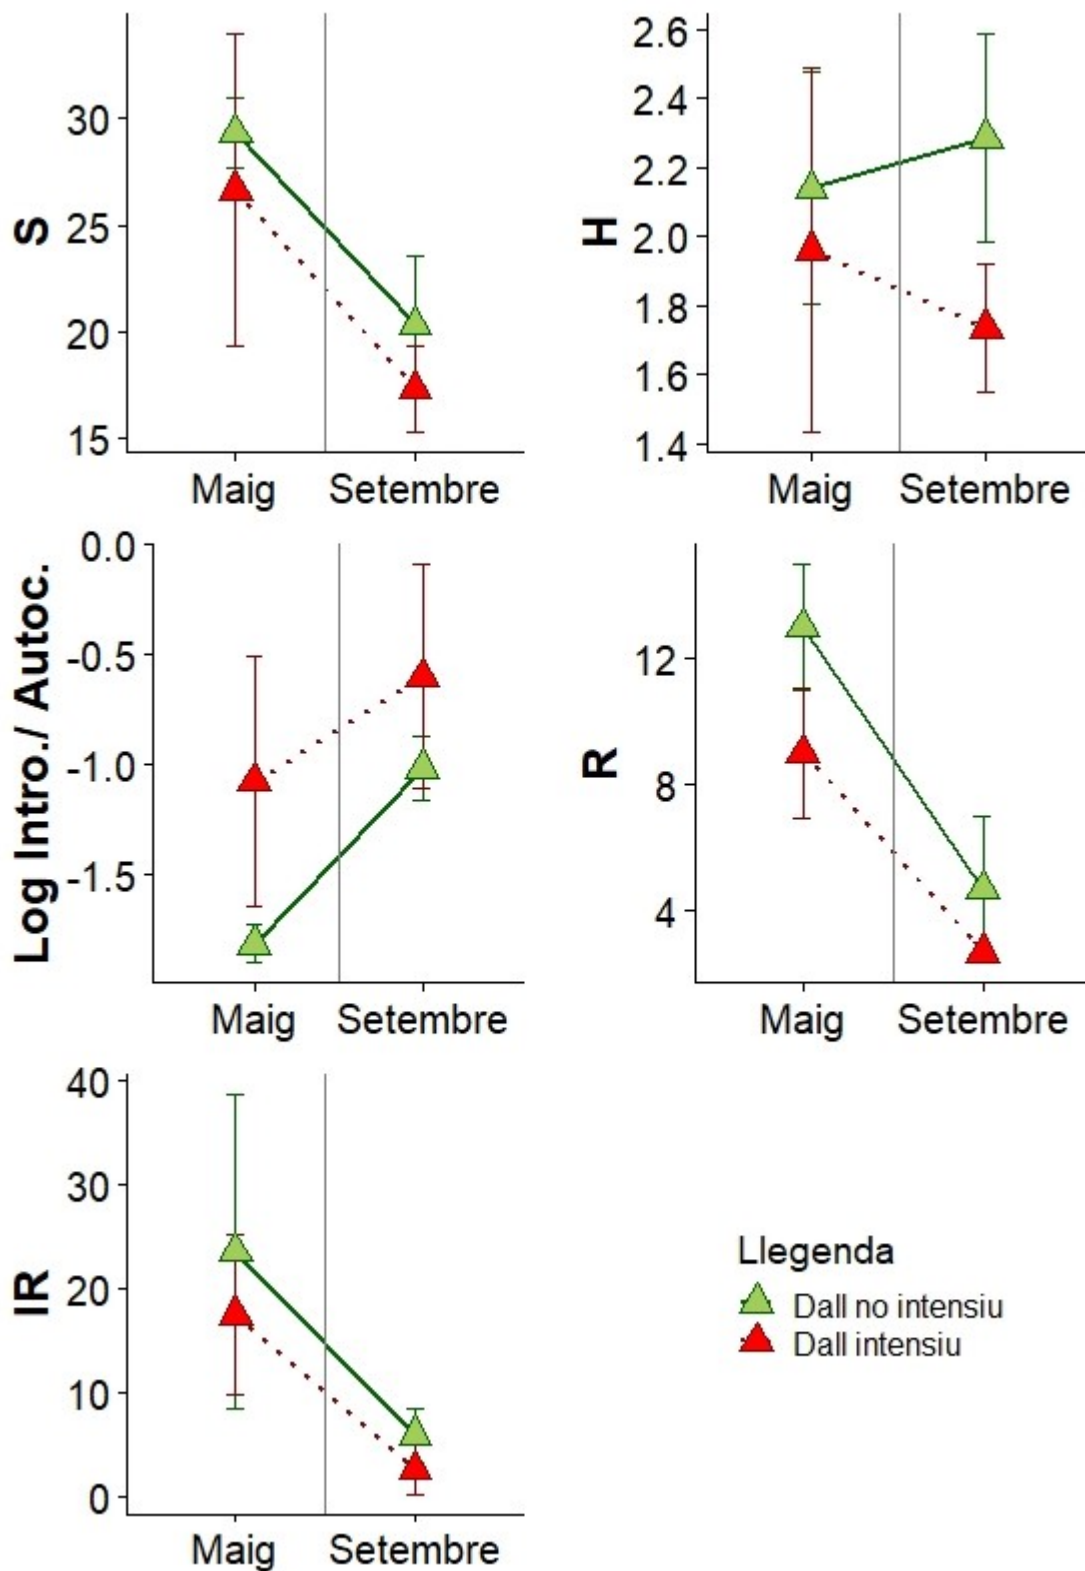 S
30
25
20
15
Maig Setembre
H
2.6
2.4
2.2
2.0
1.8
1.6
1.4
Maig Setembre
Log Intro./ Autoc.
0.0
-0.5
-1.0
-1.5
Maig Setembre
R
12
8
4
Maig Setembre
IR
40
30
20
10
0
Maig Setembre
Llegenda
Dall no intensiu
Dall intensiu